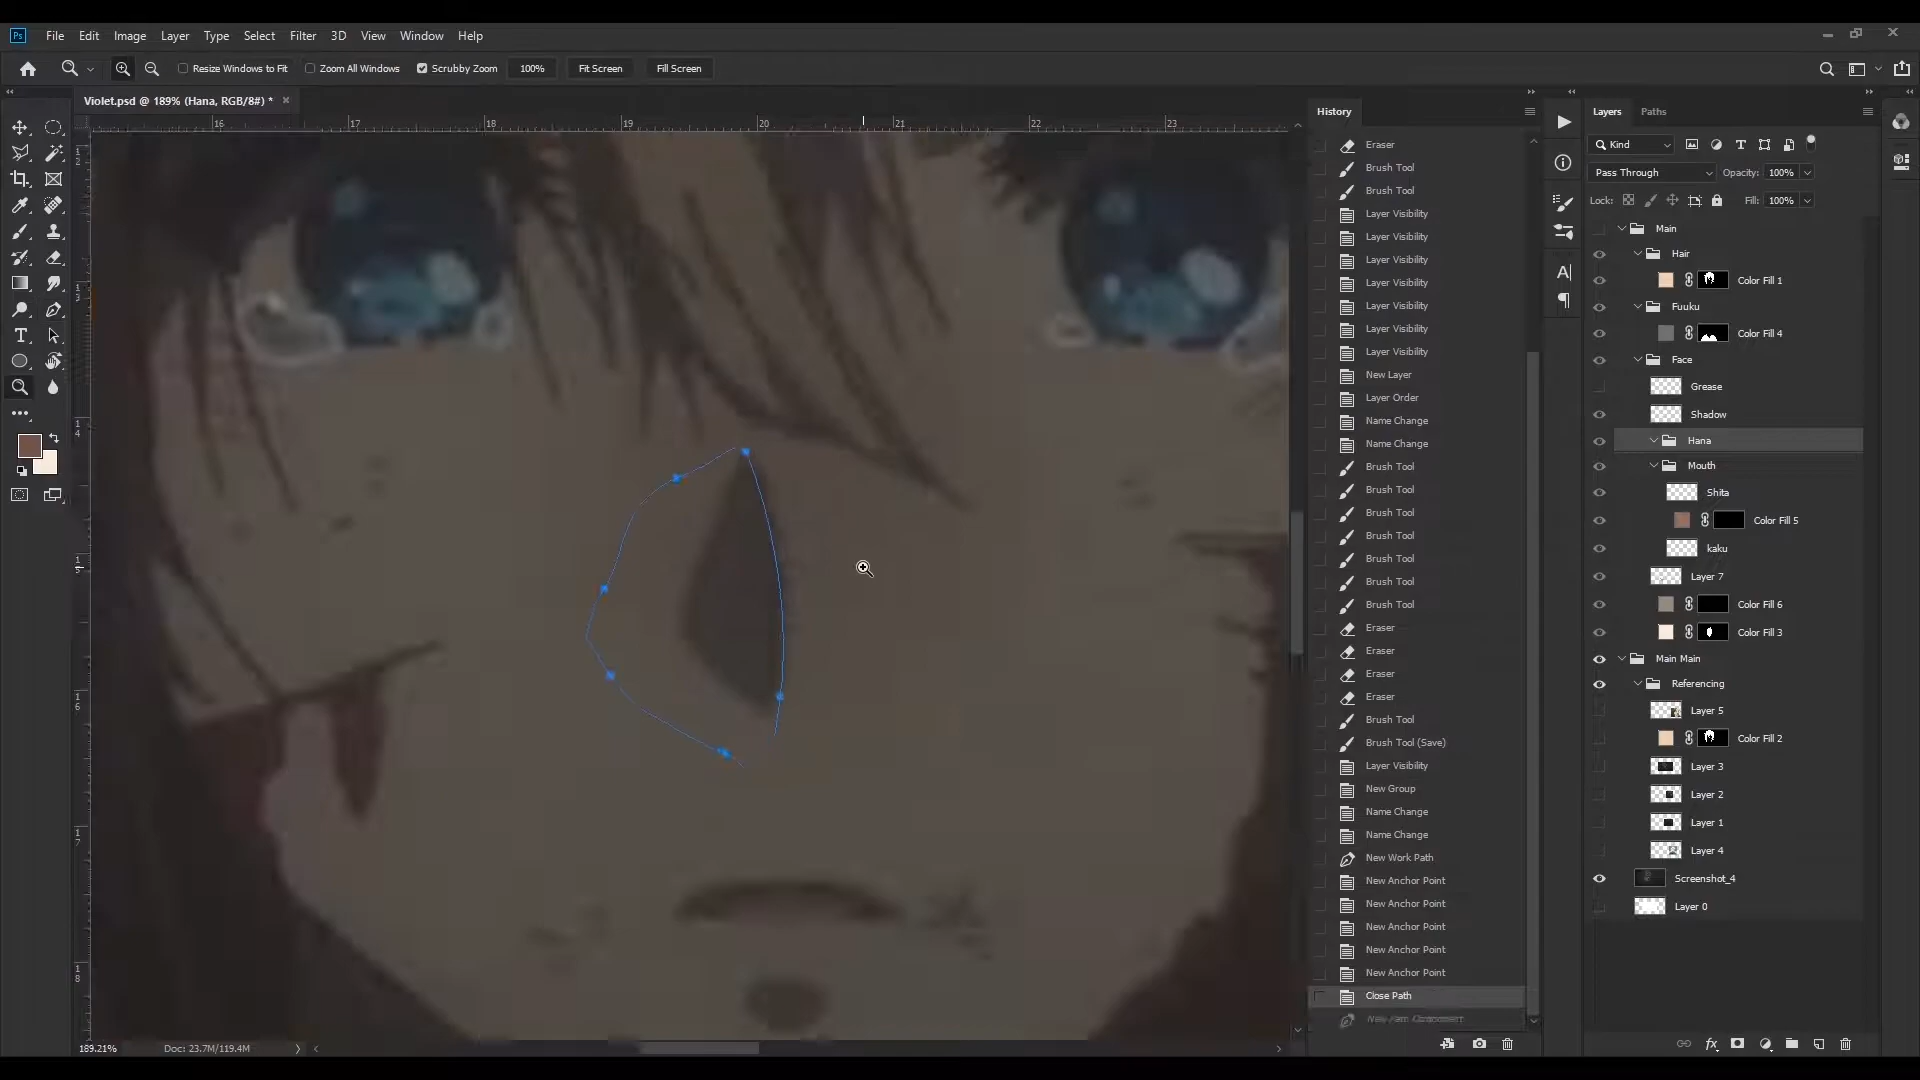 Ps File Edit Image Layer Type Select Filter 3D View Window Help
Resize Windows to Fit Zoom All Windows Scrubby Zoom 100% Fit Screen Fill Screen
Violet.psd @ 189% (Hana, RGB/8#) * ×
16 17 18 19 20 21 22 23
189.21% Doc: 23.7M/119.4M
History
Eraser
Brush Tool
Brush Tool
Layer Visibility
Layer Visibility
Layer Visibility
Layer Visibility
Layer Visibility
Layer Visibility
Layer Visibility
New Layer
Layer Order
Name Change
Name Change
Brush Tool
Brush Tool
Brush Tool
Brush Tool
Brush Tool
Brush Tool
Brush Tool
Eraser
Eraser
Eraser
Eraser
Brush Tool
Brush Tool (Save)
Layer Visibility
New Group
Name Change
Name Change
New Work Path
New Anchor Point
New Anchor Point
New Anchor Point
New Anchor Point
New Anchor Point
Close Path
Layers Paths
Kind
Pass Through Opacity: 100%
Lock: Fill: 100%
Main
Hair
Color Fill 1
Fuuku
Color Fill 4
Face
Grease
Shadow
Hana
Mouth
Shita
Color Fill 5
kaku
Layer 7
Color Fill 6
Color Fill 3
Main Main
Referencing
Layer 5
Color Fill 2
Layer 3
Layer 2
Layer 1
Layer 4
Screenshot_4
Layer 0